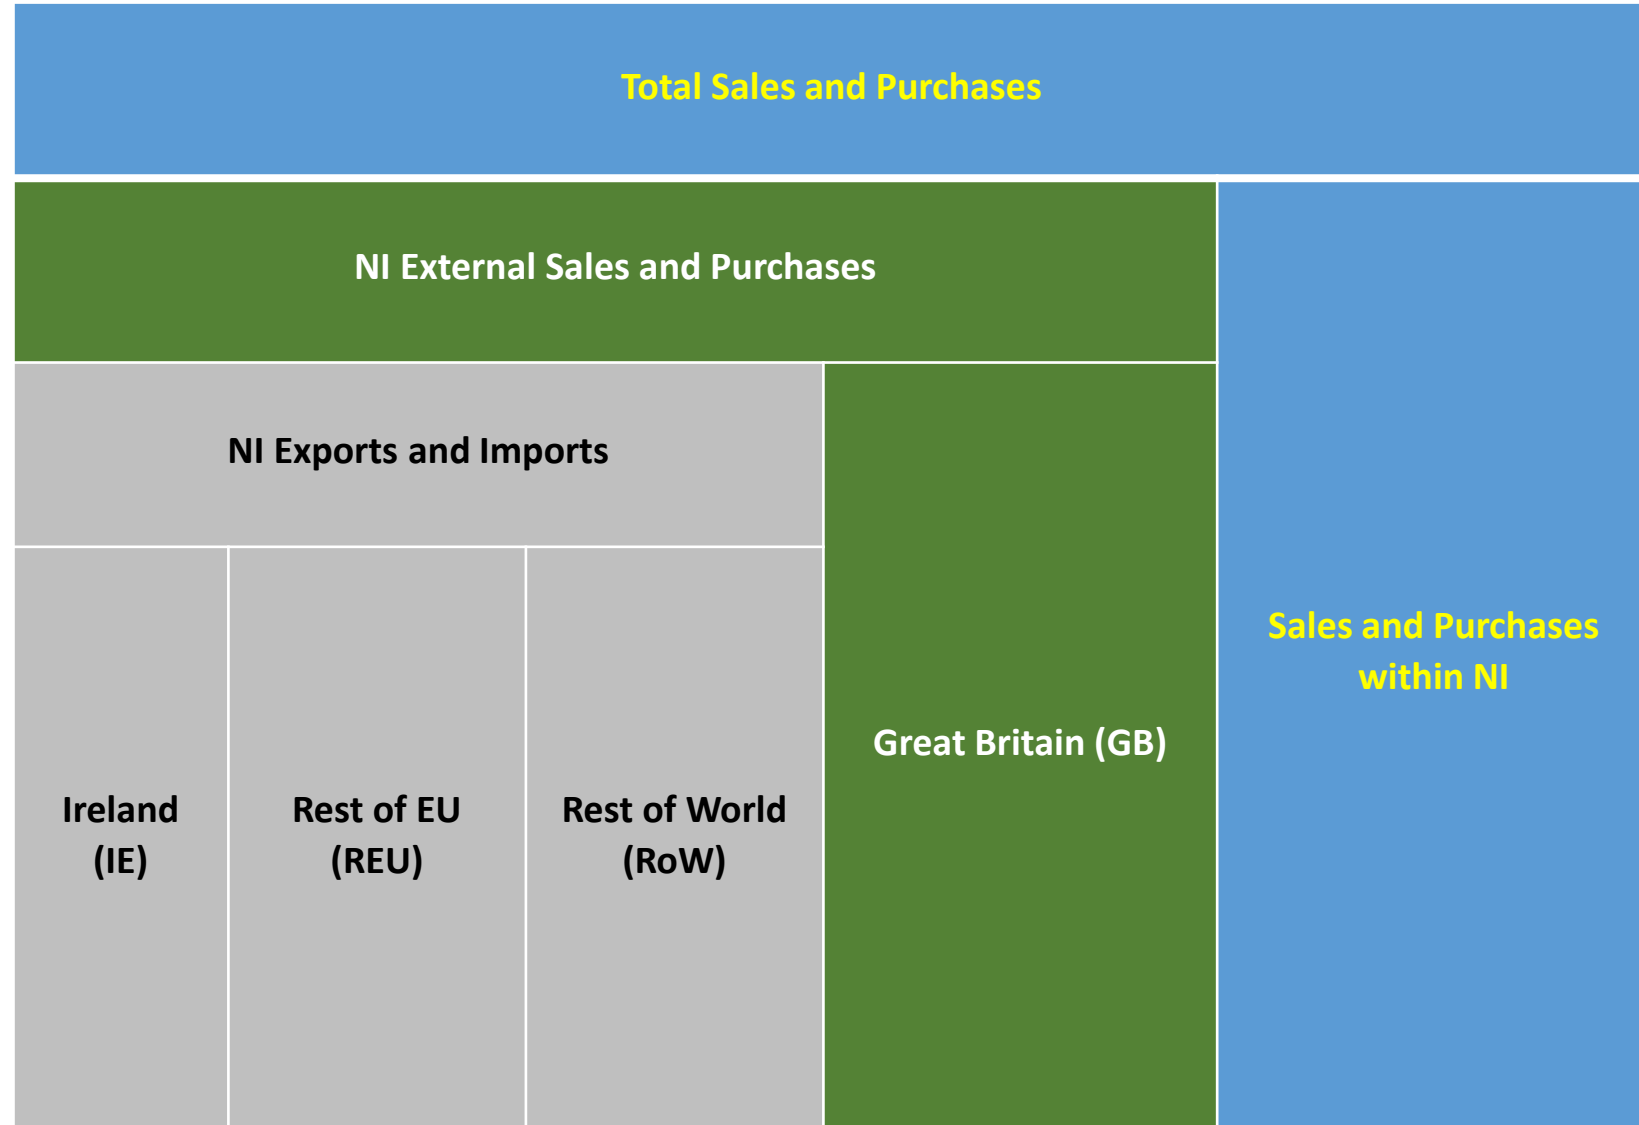 Total Sales and Purchases
NI External Sales and Purchases
NI Exports and Imports
Ireland
(IE)
Rest of EU
(REU)
Rest of World
(RoW)
Great Britain (GB)
Sales and Purchases
within NI